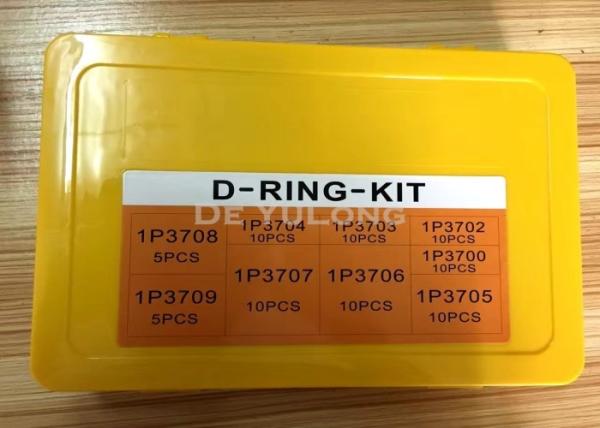 D-RING-KIT
DE YULONG
1P3708
5PCS
1P3704
10PCS
1P3703
10PCS
1P3702
10PCS
1P3700
10PCS
1P3709
5PCS
1P3707
10PCS
1P3706
10PCS
1P3705
10PCS